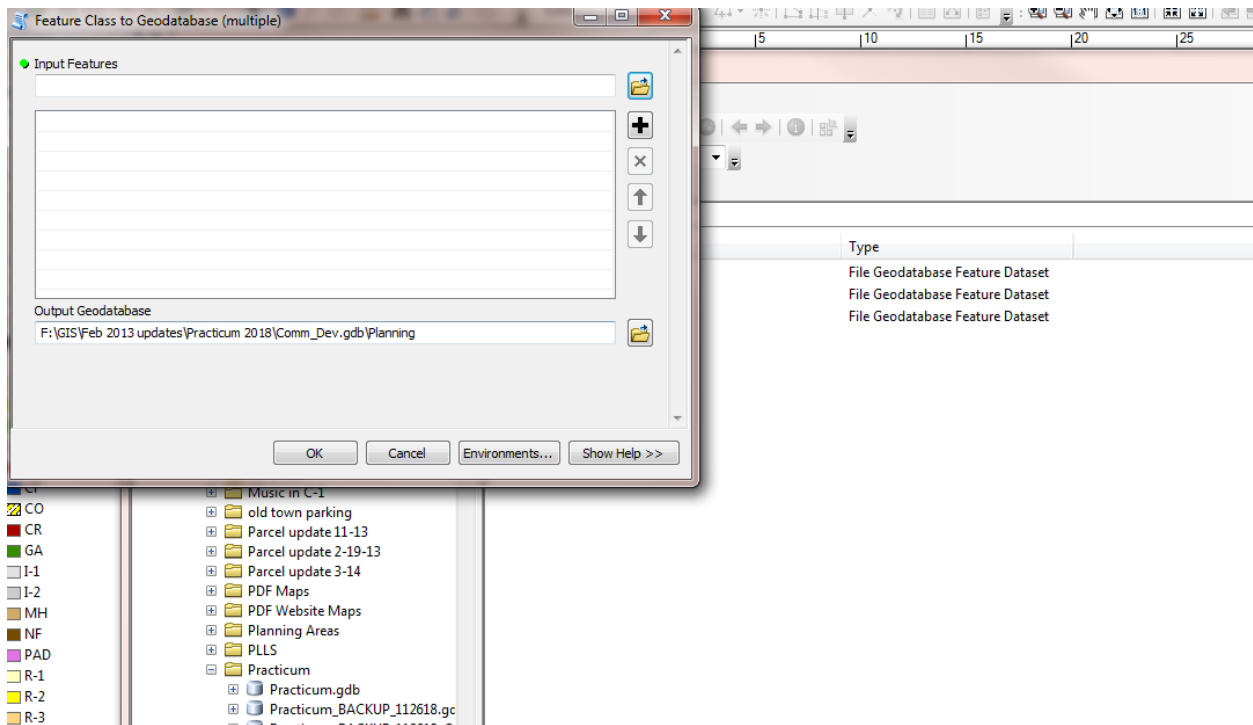 Feature Class to Geodatabase (multiple)
Input Features
Output Geodatabase
F:\GIS\Feb 2013 updates\Practicum 2018\Comm_Dev.gdb\Planning
OK Cancel Environments... Show Help >>
5 10 15 20 25
1:1
Type
File Geodatabase Feature Dataset
File Geodatabase Feature Dataset
File Geodatabase Feature Dataset
CO
CR
GA
I-1
I-2
MH
NF
PAD
R-1
R-2
R-3
Music in C-1
old town parking
Parcel update 11-13
Parcel update 2-19-13
Parcel update 3-14
PDF Maps
PDF Website Maps
Planning Areas
PLLS
Practicum
Practicum.gdb
Practicum_BACKUP_112618.gc